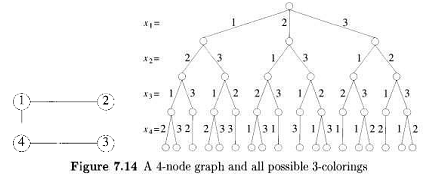 x₁= 1 2 3
x₂= 2 3 1 3 1 2
x₃= 1 3 1 2 2 3 1 2 2 3 1 3
x₄=2 3 2 2 3 3 1 3 1 3 1 3 1 1 2 2 1 2
1 2
4 3
Figure 7.14 A 4-node graph and all possible 3-colorings